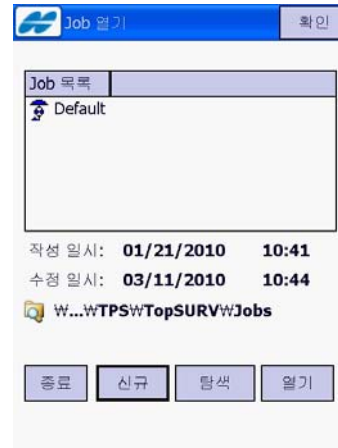 Job 열기 확인
Job 목록
Default
작성 일시: 01/21/2010 10:41
수정 일시: 03/11/2010 10:44
₩...₩TPS₩TopSURV₩Jobs
종료 신규 탐색 열기